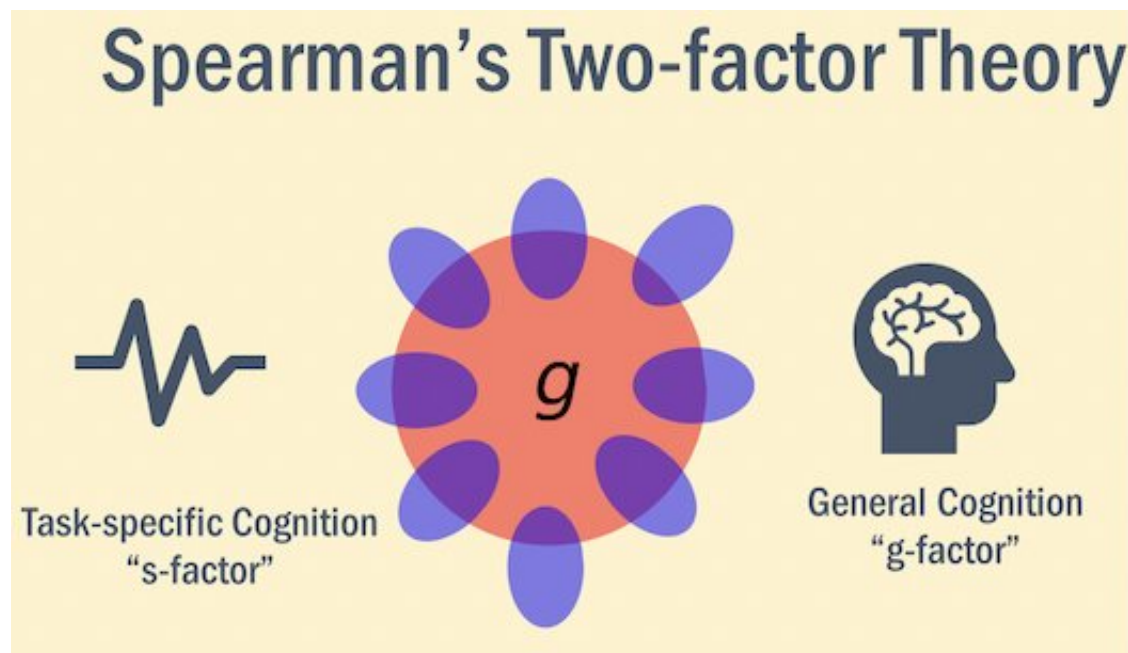 Spearman’s Two-factor Theory
g
Task-specific Cognition
“s-factor”
General Cognition
“g-factor”